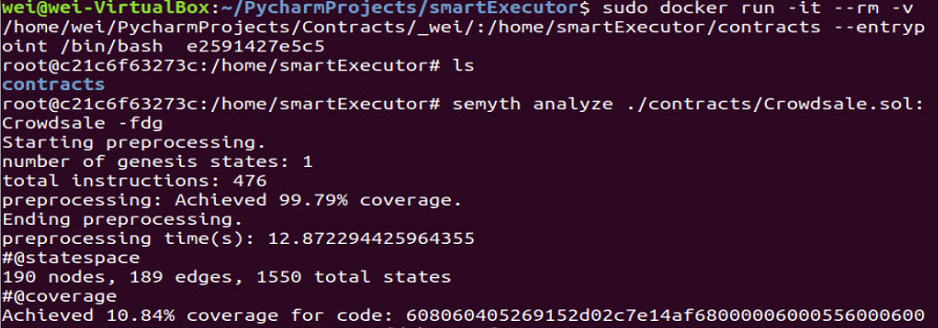 wei@wei-VirtualBox:~/PycharmProjects/smartExecutor$ sudo docker run -it --rm -v
/home/wei/PycharmProjects/Contracts/_wei/:/home/smartExecutor/contracts --entryp
oint /bin/bash  e2591427e5c5
root@c21c6f63273c:/home/smartExecutor# ls
contracts
root@c21c6f63273c:/home/smartExecutor# semyth analyze ./contracts/Crowdsale.sol:
Crowdsale -fdg
Starting preprocessing.
number of genesis states: 1
total instructions: 476
preprocessing: Achieved 99.79% coverage.
Ending preprocessing.
preprocessing time(s): 12.872294425964355
#@statespace
190 nodes, 189 edges, 1550 total states
#@coverage
Achieved 10.84% coverage for code: 608060405269152d02c7e14af68000006000556000600